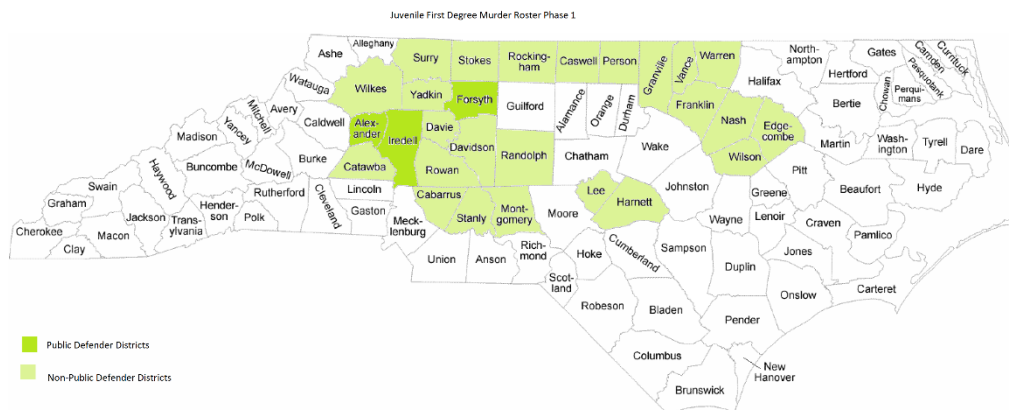 Juvenile First Degree Murder Roster Phase 1
Ashe
Alleghany
Surry
Stokes
Rocking-
ham
Caswell
Person
Granville
Vance
Warren
North-
ampton
Gates
Camden
Currituck
Pasquotank
Hertford
Halifax
Chowan
Perqui-
mans
Watauga
Wilkes
Yadkin
Forsyth
Guilford
Alamance
Orange
Durham
Franklin
Nash
Edge-
combe
Bertie
Mitchell
Avery
Caldwell
Alex-
ander
Iredell
Davie
Davidson
Randolph
Chatham
Wake
Wilson
Martin
Wash-
ington
Tyrell
Dare
Madison
Yancey
Burke
Catawba
Rowan
Pitt
Beaufort
Hyde
Haywood
Buncombe
McDowell
Rutherford
Cleveland
Lincoln
Gaston
Cabarrus
Stanly
Mont-
gomery
Moore
Lee
Harnett
Johnston
Greene
Swain
Graham
Jackson
Hender-
son
Polk
Meck-
lenburg
Wayne
Lenoir
Craven
Pamlico
Cherokee
Clay
Macon
Tran-
sylvania
Union
Anson
Rich-
mond
Hoke
Cumberland
Sampson
Duplin
Jones
Carteret
Scot-
land
Robeson
Bladen
Pender
Onslow
Columbus
Brunswick
New
Hanover
Public Defender Districts
Non-Public Defender Districts